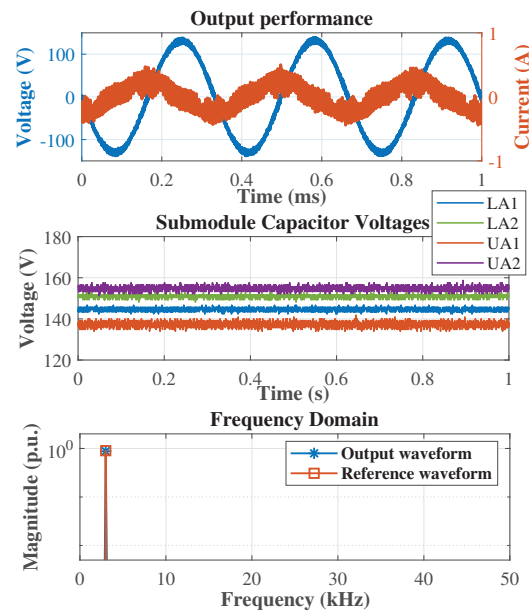 Output performance
Voltage (V)
100
0
-100
Current (A)
1
0
-1
0
0.2
0.4
0.6
0.8
1
Time (ms)
LA1
LA2
UA1
UA2
Submodule Capacitor Voltages
Voltage (V)
180
160
140
120
0
0.2
0.4
0.6
0.8
1
Time (s)
Frequency Domain
Magnitude (p.u.)
10^0
Output waveform
Reference waveform
0
10
20
30
40
50
Frequency (kHz)